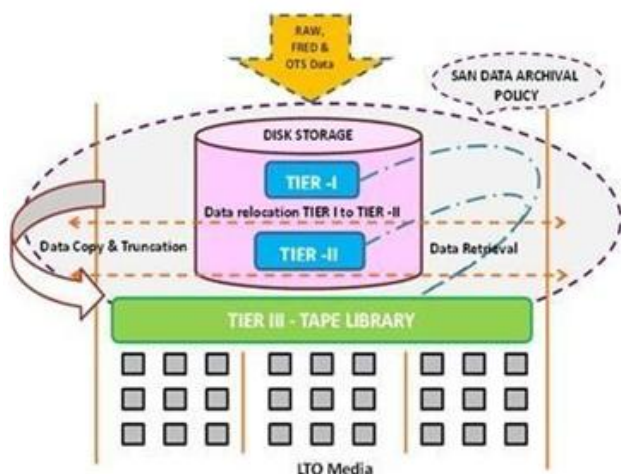 RAW,
FRED &
OTS Data
SAN DATA ARCHIVAL
POLICY
DISK STORAGE
TIER -I
Data relocation TIER I to TIER -II
Data Copy & Truncation
TIER -II
Data Retrieval
TIER III - TAPE LIBRARY
LTO Media